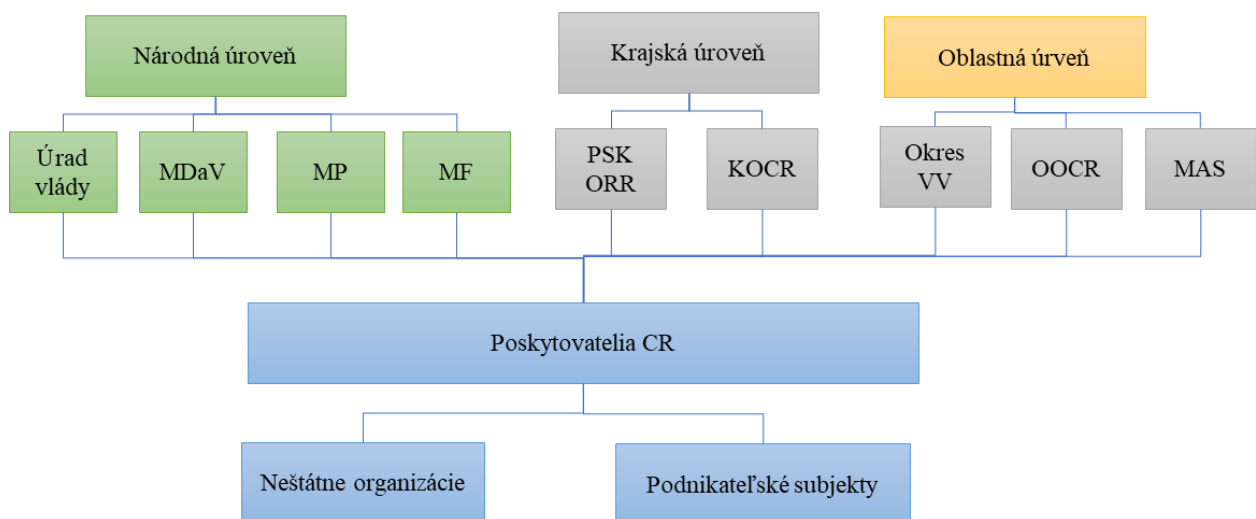 Národná úroveň
Krajská úroveň
Oblastná úrveň
Úrad
vlády
MDaV
MP
MF
PSK
ORR
KOCR
Okres
VV
OOCR
MAS
Poskytovatelia CR
Neštátne organizácie
Podnikateľské subjekty